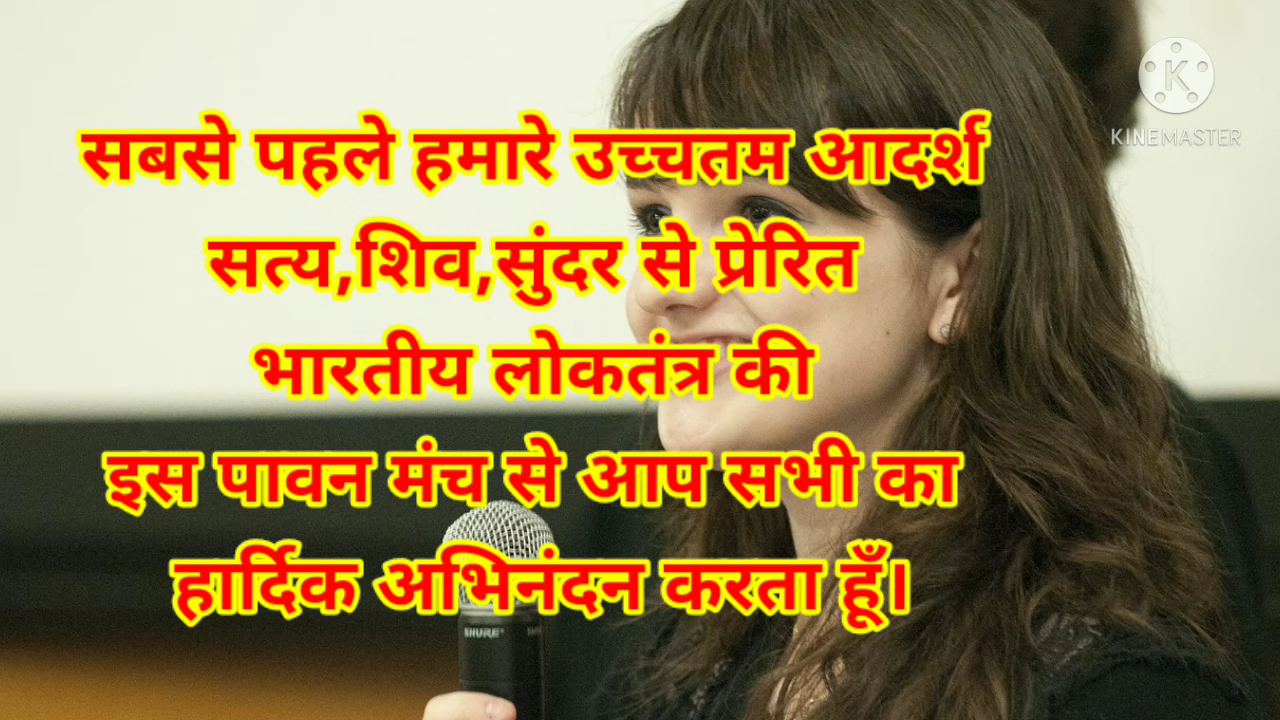 सबसे पहले हमारे उच्चतम आदर्श
सत्य,शिव,सुंदर से प्रेरित
भारतीय लोकतंत्र की
इस पावन मंच से आप सभी का
हार्दिक अभिनंदन करता हूँ।
K
KINEMASTER
SHURE